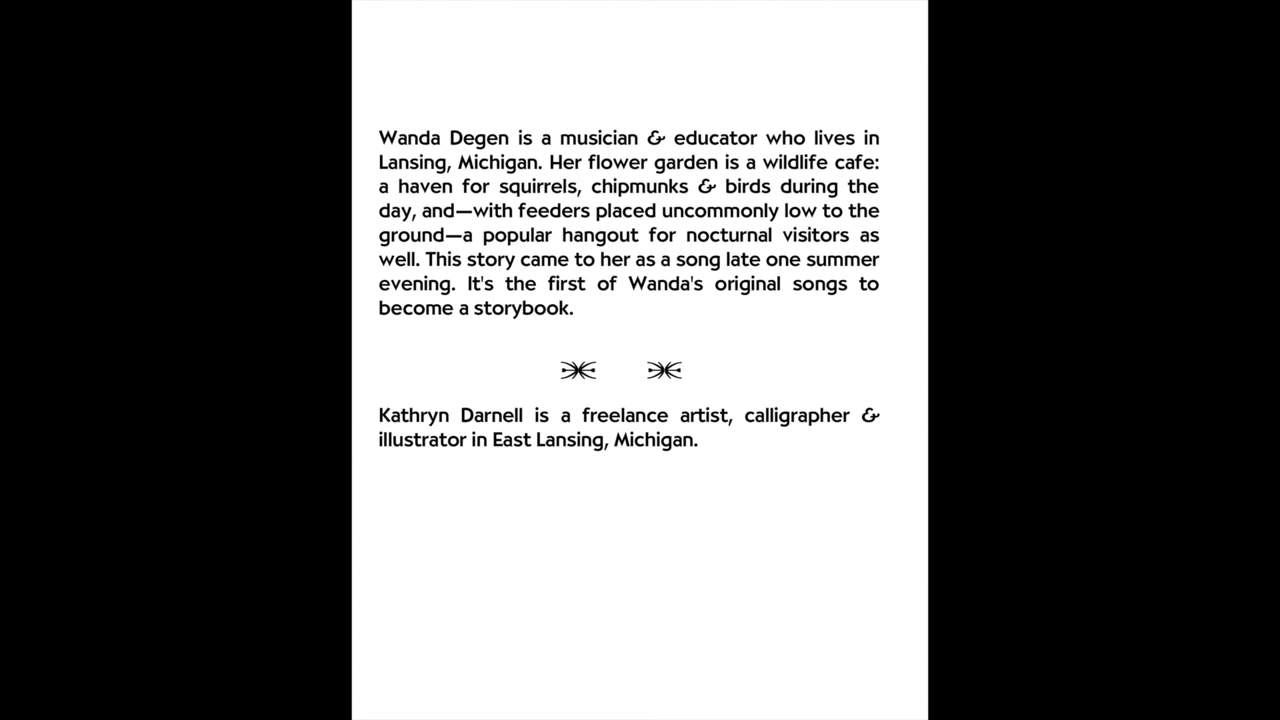 Wanda Degen is a musician & educator who lives in
Lansing, Michigan. Her flower garden is a wildlife cafe:
a haven for squirrels, chipmunks & birds during the
day, and—with feeders placed uncommonly low to the
ground—a popular hangout for nocturnal visitors as
well. This story came to her as a song late one summer
evening. It's the first of Wanda's original songs to
become a storybook.
Kathryn Darnell is a freelance artist, calligrapher &
illustrator in East Lansing, Michigan.